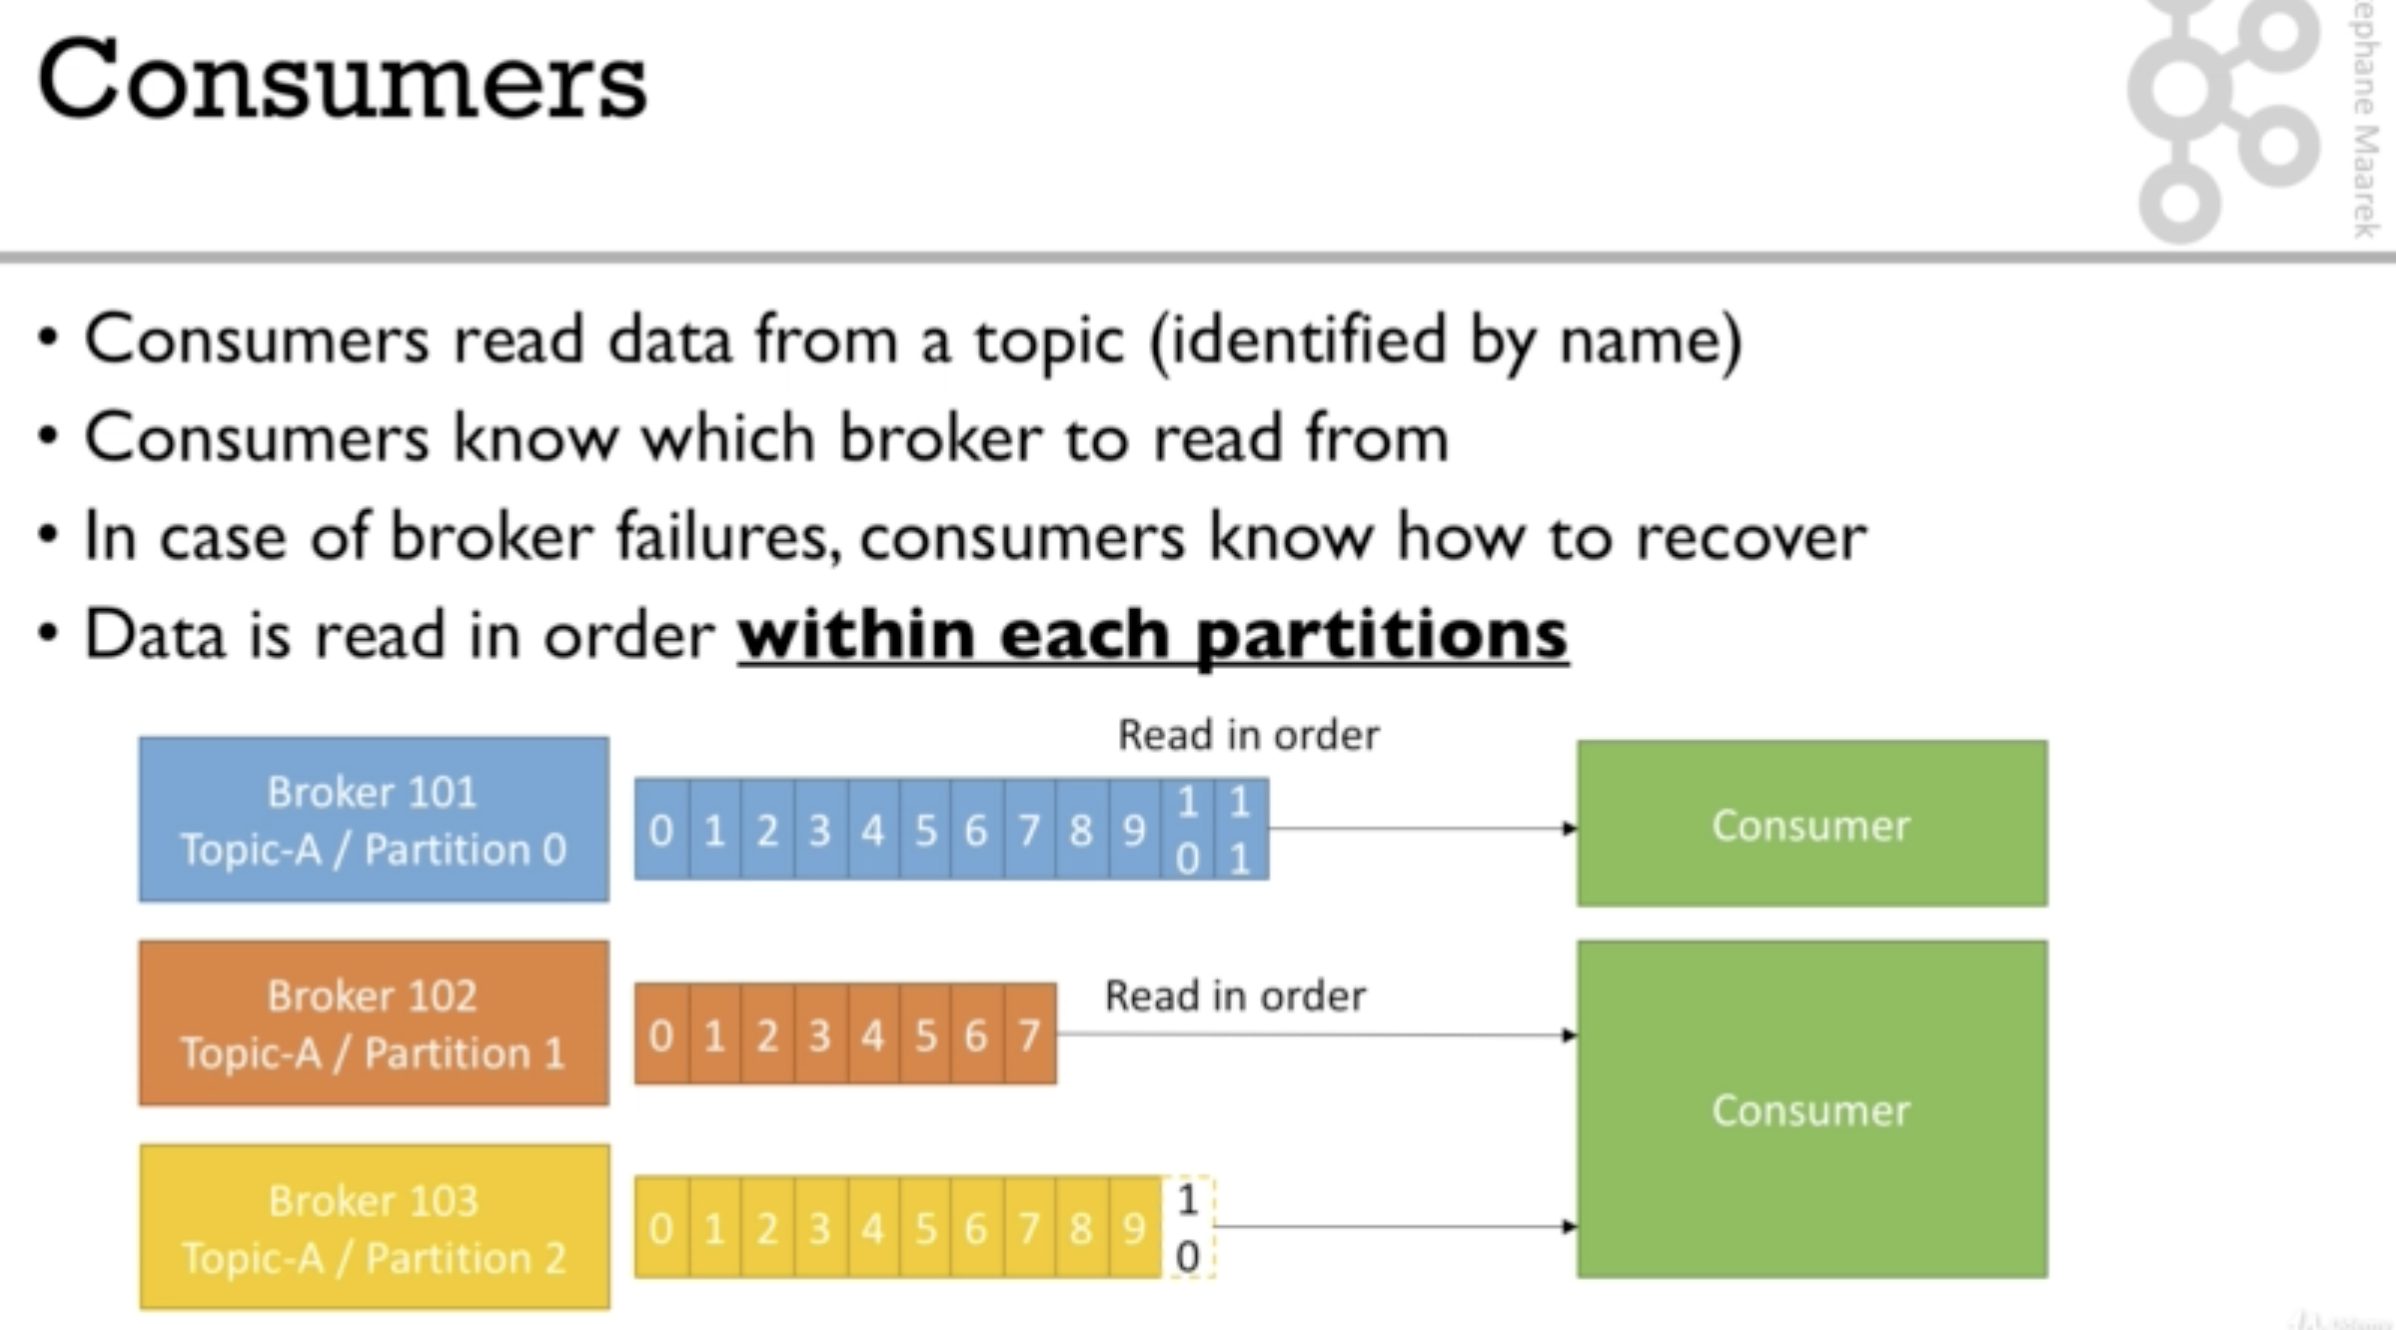 Consumers
ephane Maarek
• Consumers read data from a topic (identified by name)
• Consumers know which broker to read from
• In case of broker failures, consumers know how to recover
• Data is read in order within each partitions
Read in order
Broker 101
Topic-A / Partition 0
0 1 2 3 4 5 6 7 8 9 10 11
Consumer
Broker 102
Topic-A / Partition 1
0 1 2 3 4 5 6 7
Read in order
Consumer
Broker 103
Topic-A / Partition 2
0 1 2 3 4 5 6 7 8 9 10